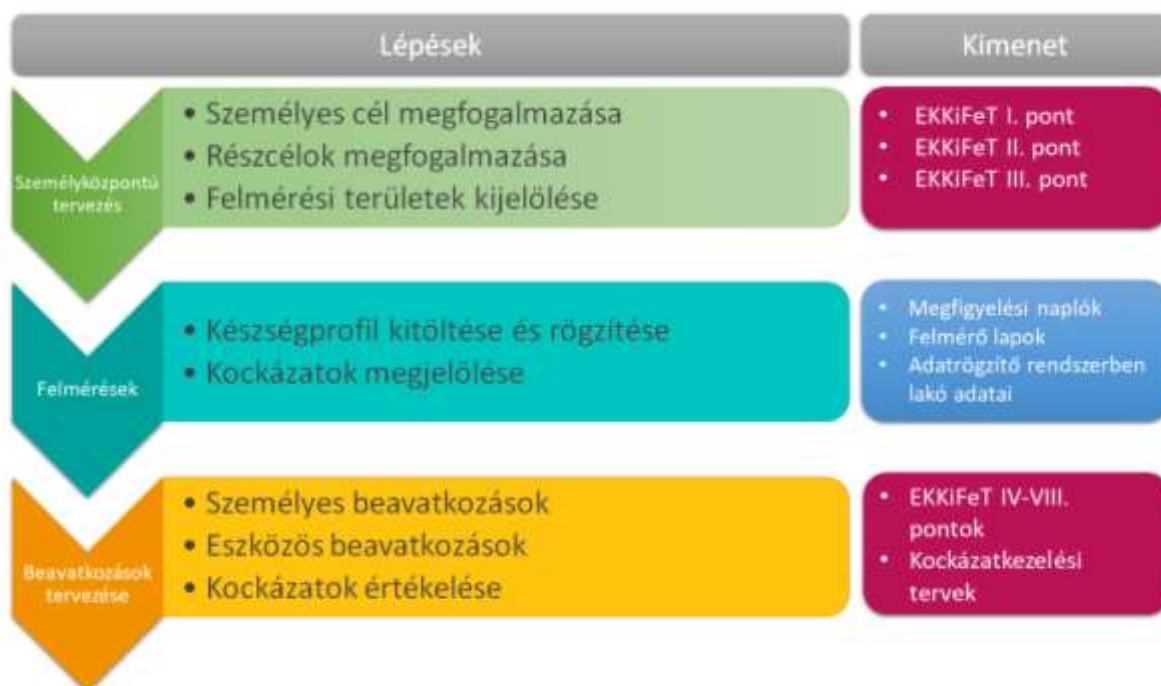 Lépések
Kimenet
Személyközpontú
tervezés
• Személyes cél megfogalmazása
• Részcélok megfogalmazása
• Felmérési területek kijelölése
• EKKiFeT I. pont
• EKKiFeT II. pont
• EKKiFeT III. pont
Felmérések
• Készségprofil kitöltése és rögzítése
• Kockázatok megjelölése
• Megfigyelési naplók
• Felmérő lapok
• Adatrögzítő rendszerben
lakó adatai
Beavatkozások
tervezése
• Személyes beavatkozások
• Eszközös beavatkozások
• Kockázatok értékelése
• EKKiFeT IV-VIII.
pontok
• Kockázatkezelési
tervek